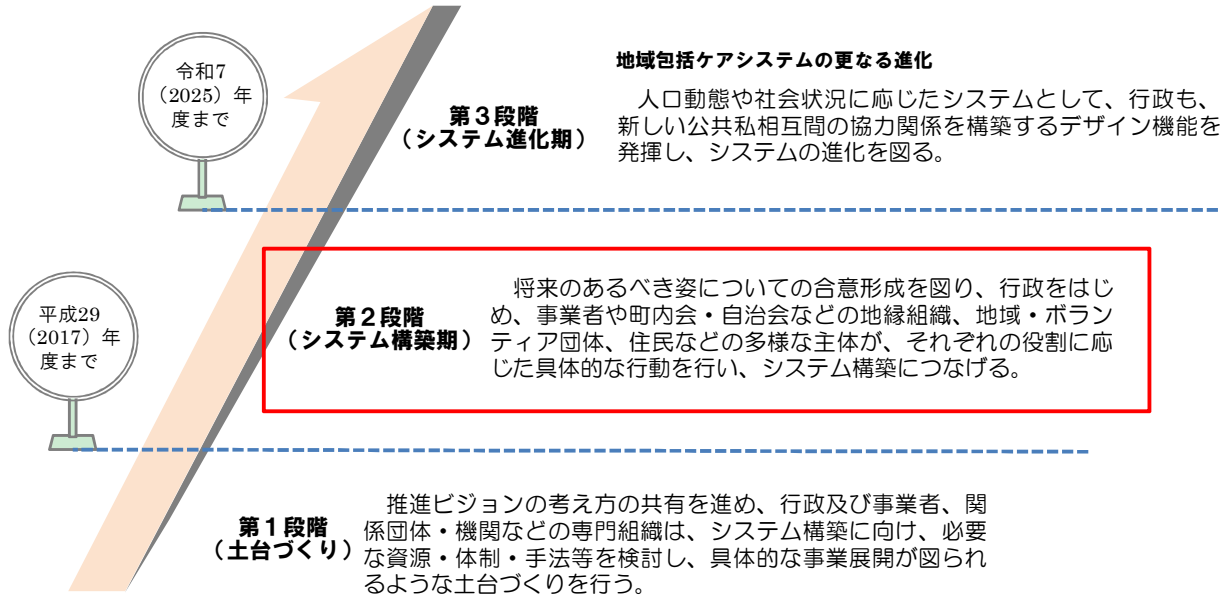 令和7
（2025）年
度まで
地域包括ケアシステムの更なる進化
第３段階
（システム進化期）
人口動態や社会状況に応じたシステムとして、行政も、
新しい公共私相互間の協力関係を構築するデザイン機能を
発揮し、システムの進化を図る。
平成29
（2017）年
度まで
第２段階
（システム構築期）
将来のあるべき姿についての合意形成を図り、行政をはじ
め、事業者や町内会・自治会などの地縁組織、地域・ボラン
ティア団体、住民などの多様な主体が、それぞれの役割に応
じた具体的な行動を行い、システム構築につなげる。
第１段階
（土台づくり）
推進ビジョンの考え方の共有を進め、行政及び事業者、関
係団体・機関などの専門組織は、システム構築に向け、必要
な資源・体制・手法等を検討し、具体的な事業展開が図られ
るような土台づくりを行う。